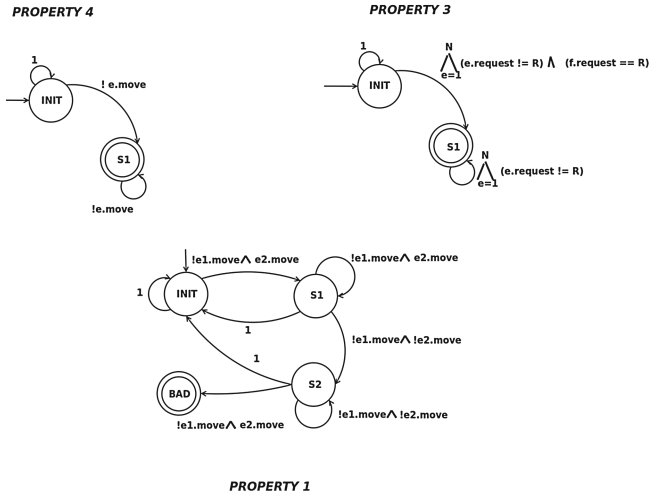 PROPERTY 4
1
! e.move
INIT
S1
!e.move
PROPERTY 3
1
N
⋀ (e.request != R) ∧ (f.request == R)
e=1
INIT
S1
N
⋀ (e.request != R)
e=1
!e1.move∧ e2.move
!e1.move∧ e2.move
1
INIT
S1
1
!e1.move∧ !e2.move
1
S2
BAD
!e1.move∧ !e2.move
!e1.move∧ e2.move
PROPERTY 1